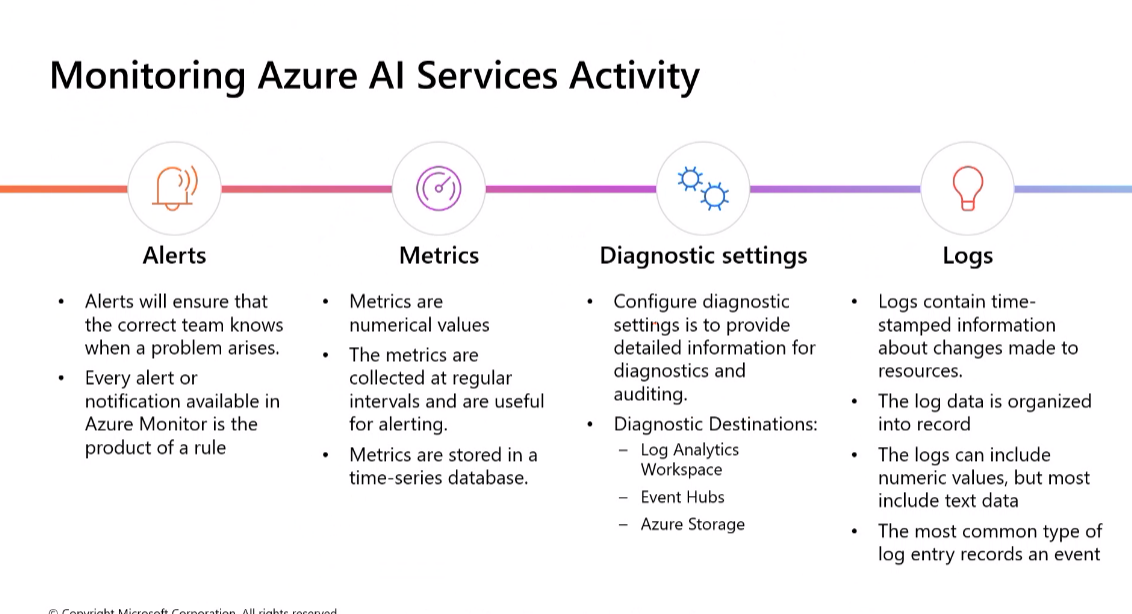 Monitoring Azure AI Services Activity
Alerts
• Alerts will ensure that
the correct team knows
when a problem arises.
• Every alert or
notification available in
Azure Monitor is the
product of a rule
Metrics
• Metrics are
numerical values
• The metrics are
collected at regular
intervals and are useful
for alerting.
• Metrics are stored in a
time-series database.
Diagnostic settings
• Configure diagnostic
settings is to provide
detailed information for
diagnostics and
auditing.
• Diagnostic Destinations:
– Log Analytics
Workspace
– Event Hubs
– Azure Storage
Logs
• Logs contain time-
stamped information
about changes made to
resources.
• The log data is organized
into record
• The logs can include
numeric values, but most
include text data
• The most common type of
log entry records an event
© Copyright Microsoft Corporation. All rights reserved.